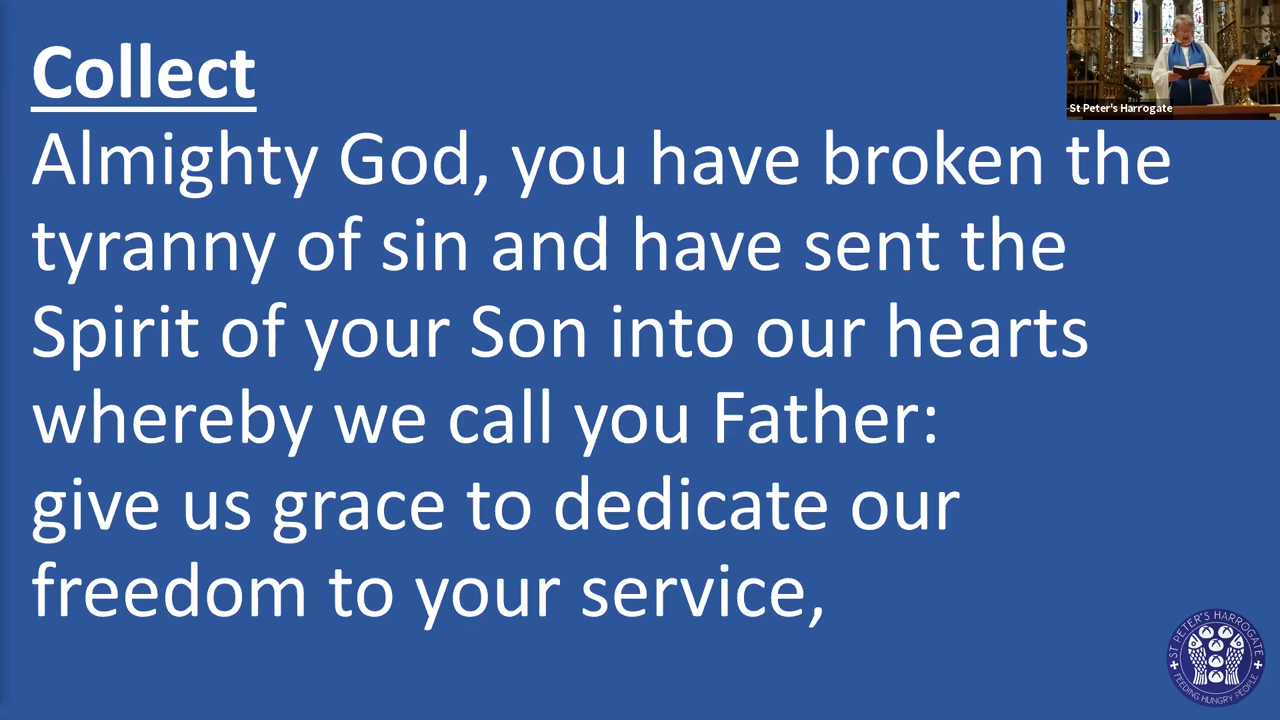 Collect
Almighty God, you have broken the
tyranny of sin and have sent the
Spirit of your Son into our hearts
whereby we call you Father:
give us grace to dedicate our
freedom to your service,
St Peter's Harrogate
ST PETER'S HARROGATE
FEEDING HUNGRY PEOPLE